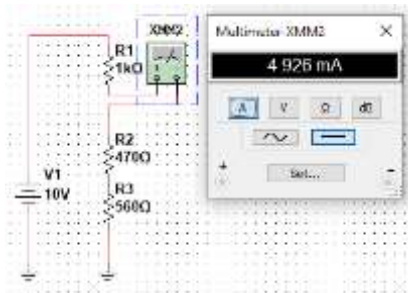 XMM2
R1
1kΩ
R2
470Ω
V1
10V
R3
560Ω
Multimeter-XMM2
4.926 mA
A V Ω dB
Set...
+ -